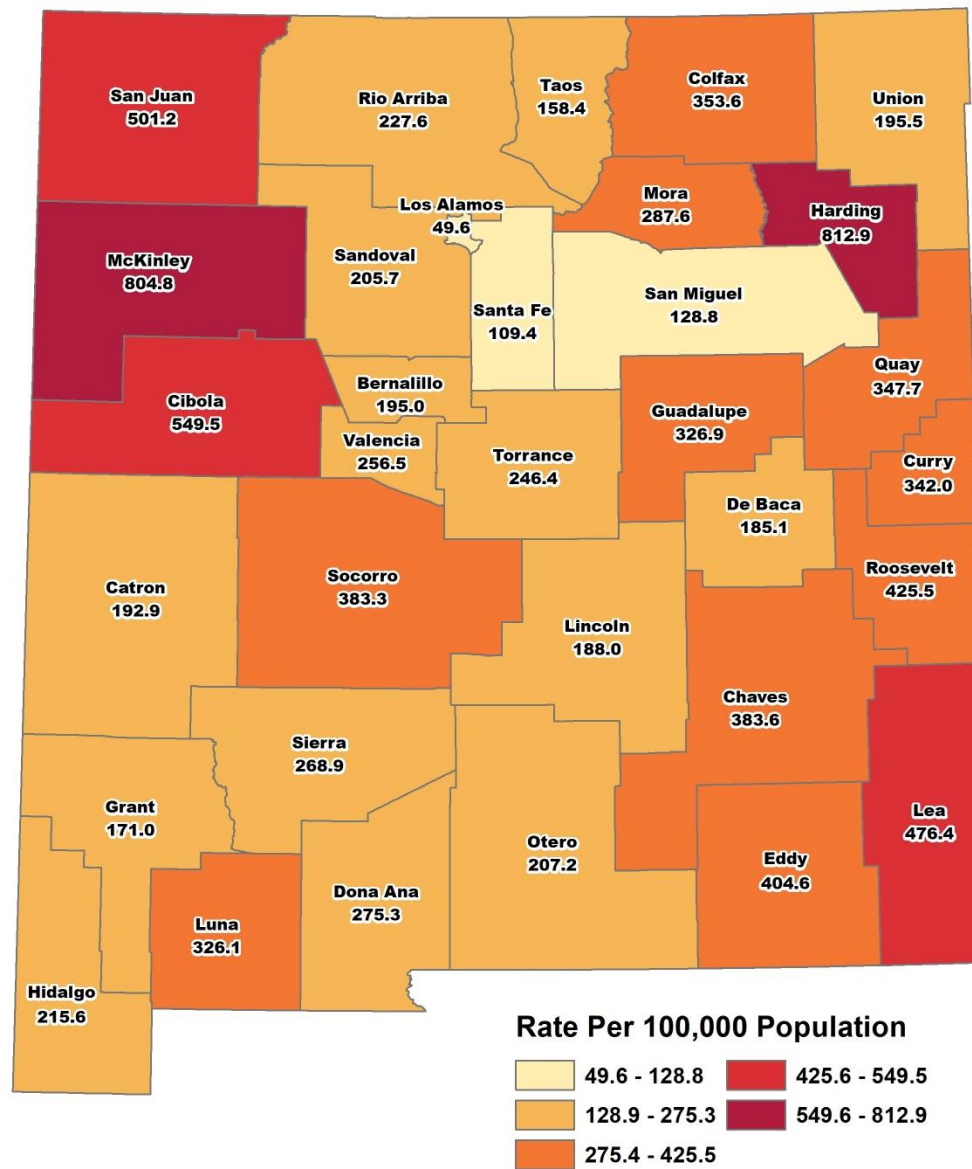 San Juan
501.2
Rio Arriba
227.6
Taos
158.4
Colfax
353.6
Union
195.5
Los Alamos
49.6
Mora
287.6
Harding
812.9
McKinley
804.8
Sandoval
205.7
Santa Fe
109.4
San Miguel
128.8
Quay
347.7
Cibola
549.5
Bernalillo
195.0
Guadalupe
326.9
Valencia
256.5
Torrance
246.4
Curry
342.0
De Baca
185.1
Roosevelt
425.5
Catron
192.9
Socorro
383.3
Lincoln
188.0
Chaves
383.6
Sierra
268.9
Grant
171.0
Lea
476.4
Otero
207.2
Eddy
404.6
Dona Ana
275.3
Luna
326.1
Hidalgo
215.6
Rate Per 100,000 Population
49.6 - 128.8
128.9 - 275.3
275.4 - 425.5
425.6 - 549.5
549.6 - 812.9